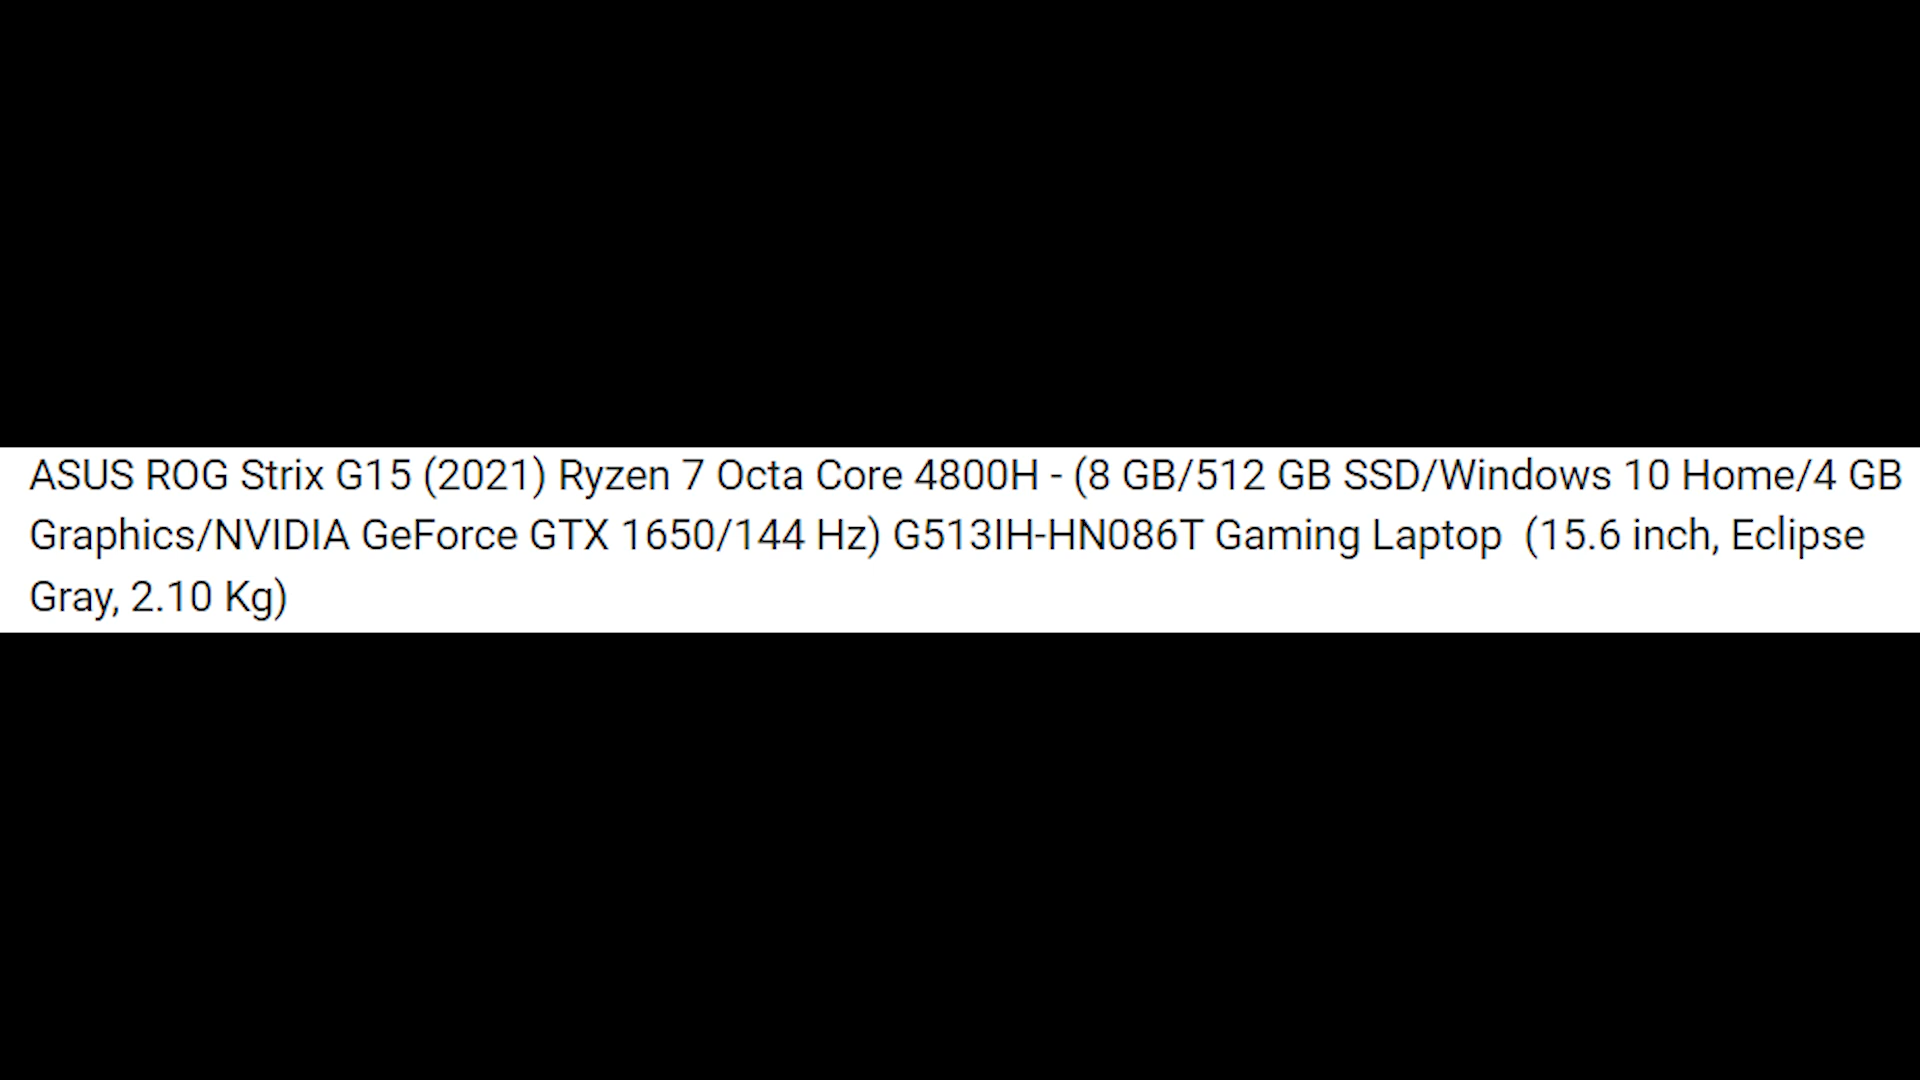 ASUS ROG Strix G15 (2021) Ryzen 7 Octa Core 4800H - (8 GB/512 GB SSD/Windows 10 Home/4 GB
Graphics/NVIDIA GeForce GTX 1650/144 Hz) G513IH-HN086T Gaming Laptop  (15.6 inch, Eclipse
Gray, 2.10 Kg)